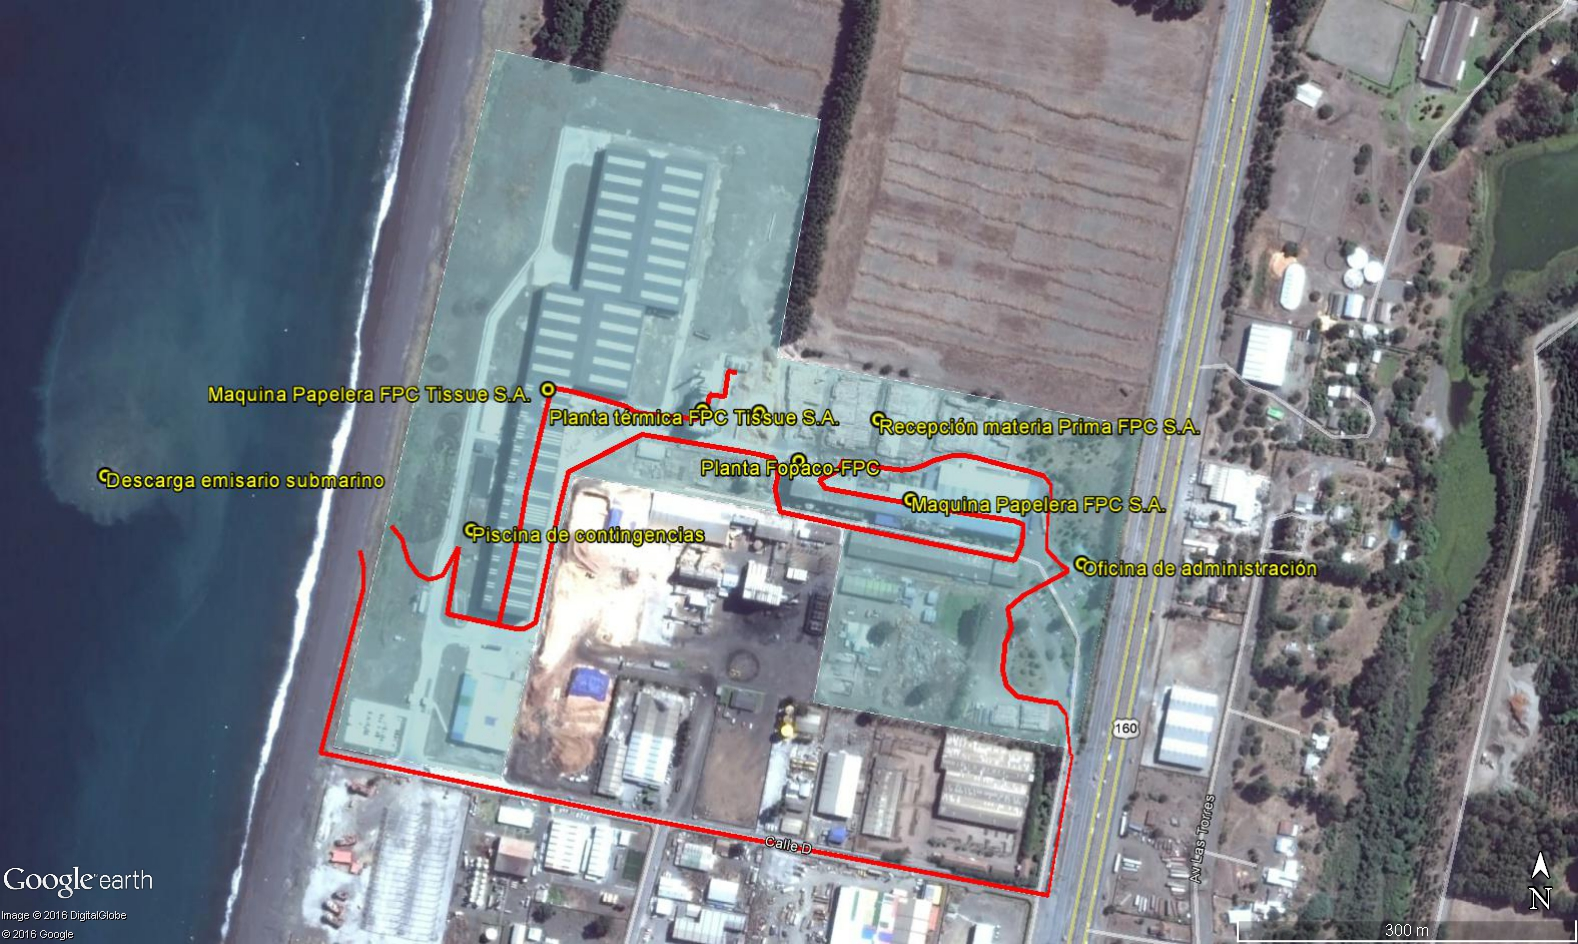 Maquina Papelera FPC Tissue S.A.
Planta térmica FPC Tissue S.A.
Recepción materia Prima FPC S.A.
Planta Fopaco FPC
Descarga emisario submarino
Maquina Papelera FPC S.A.
Piscina de contingencias
Oficina de administración
160
Av Las Torres
Calle D
Google earth
N
Image © 2016 DigitalGlobe
© 2016 Google
300 m